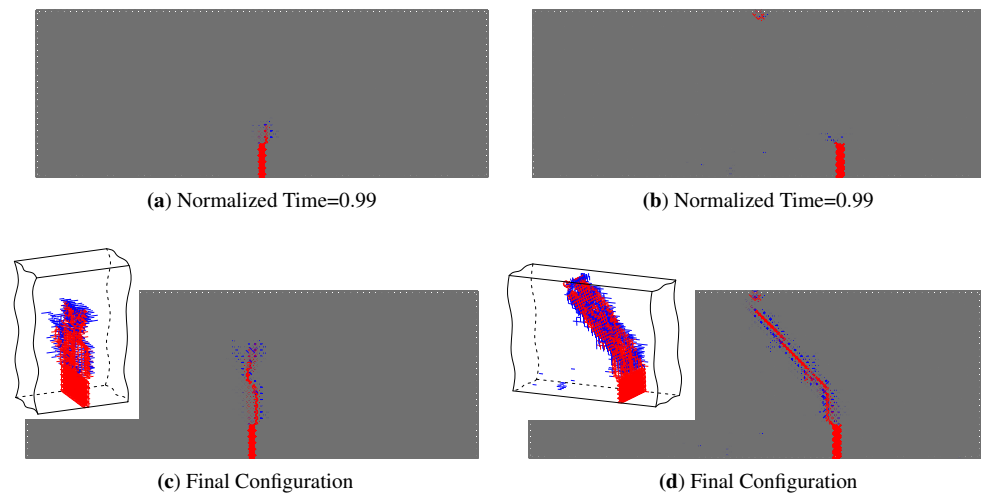 (a) Normalized Time=0.99
(b) Normalized Time=0.99
(c) Final Configuration
(d) Final Configuration